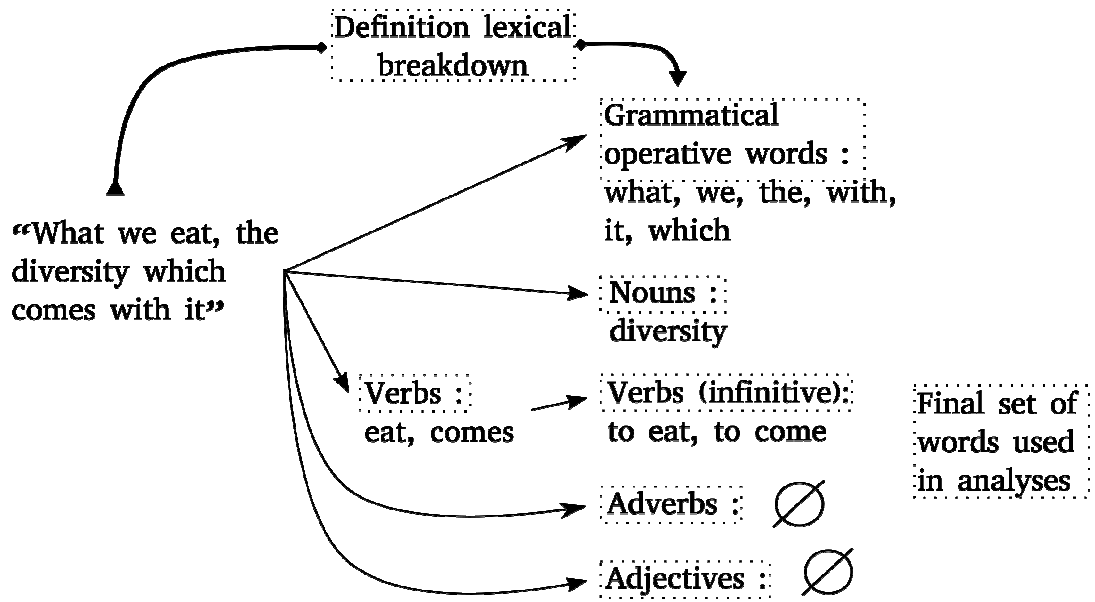 Definition lexical
breakdown
Grammatical
operative words :
what, we, the, with,
it, which
“What we eat, the
diversity which
comes with it”
Nouns :
diversity
Verbs :
eat, comes
Verbs (infinitive):
to eat, to come
Final set of
words used
in analyses
Adverbs : ∅
Adjectives : ∅